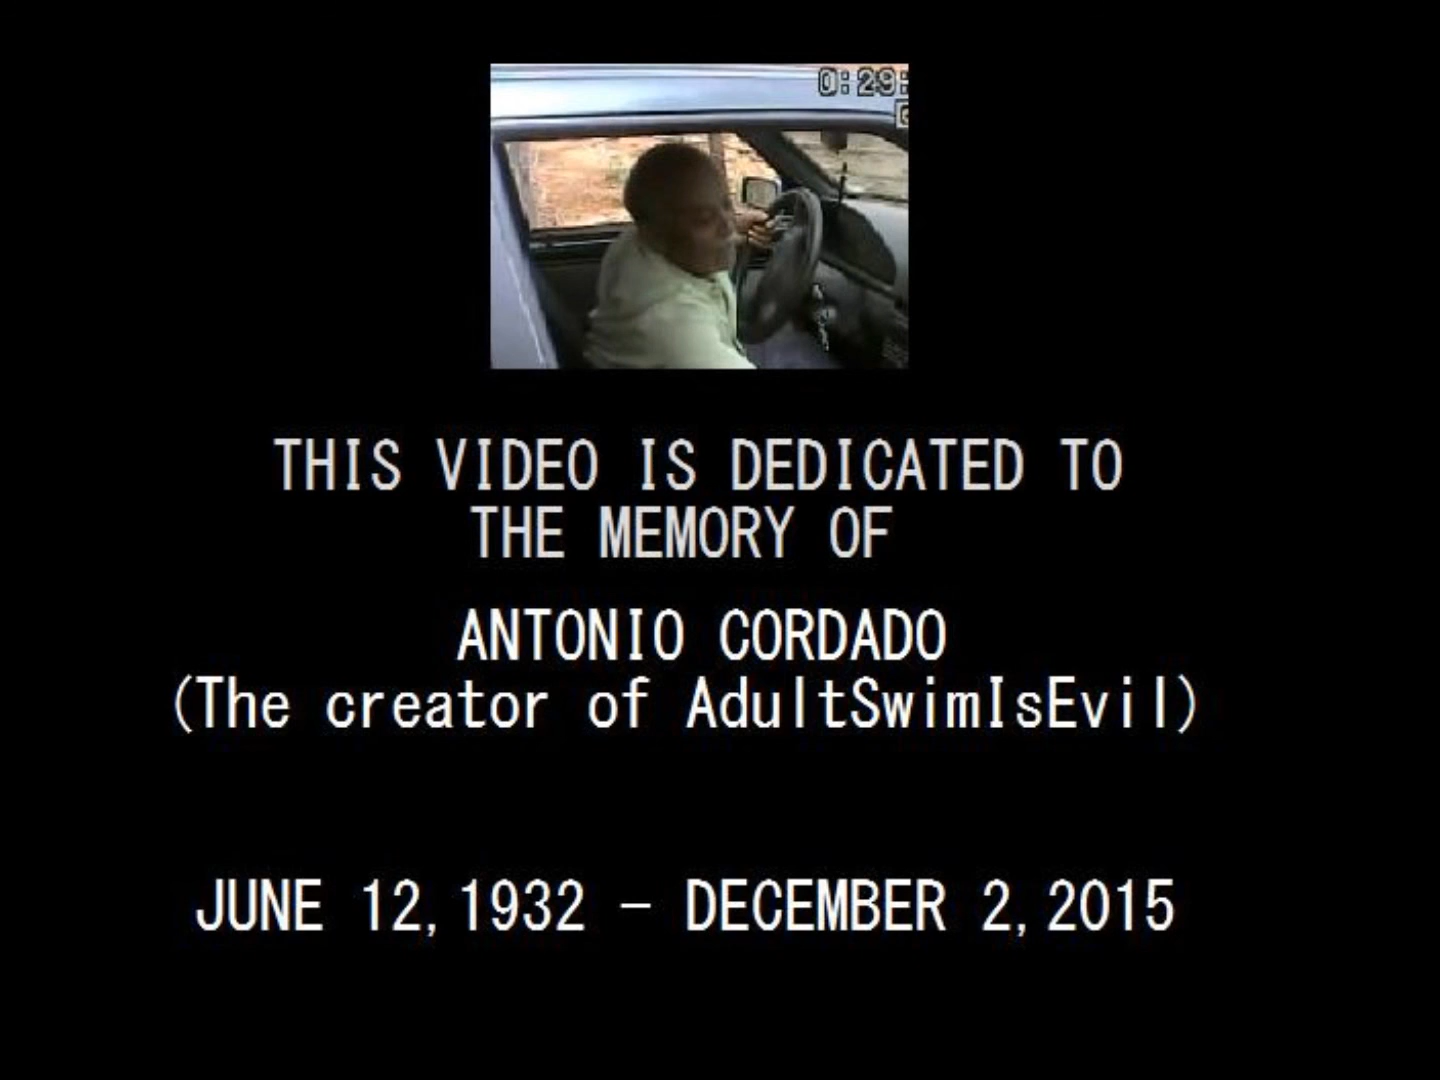 0:29:
THIS VIDEO IS DEDICATED TO
THE MEMORY OF
ANTONIO CORDADO
(The creator of AdultSwimIsEvil)
JUNE 12,1932 - DECEMBER 2,2015